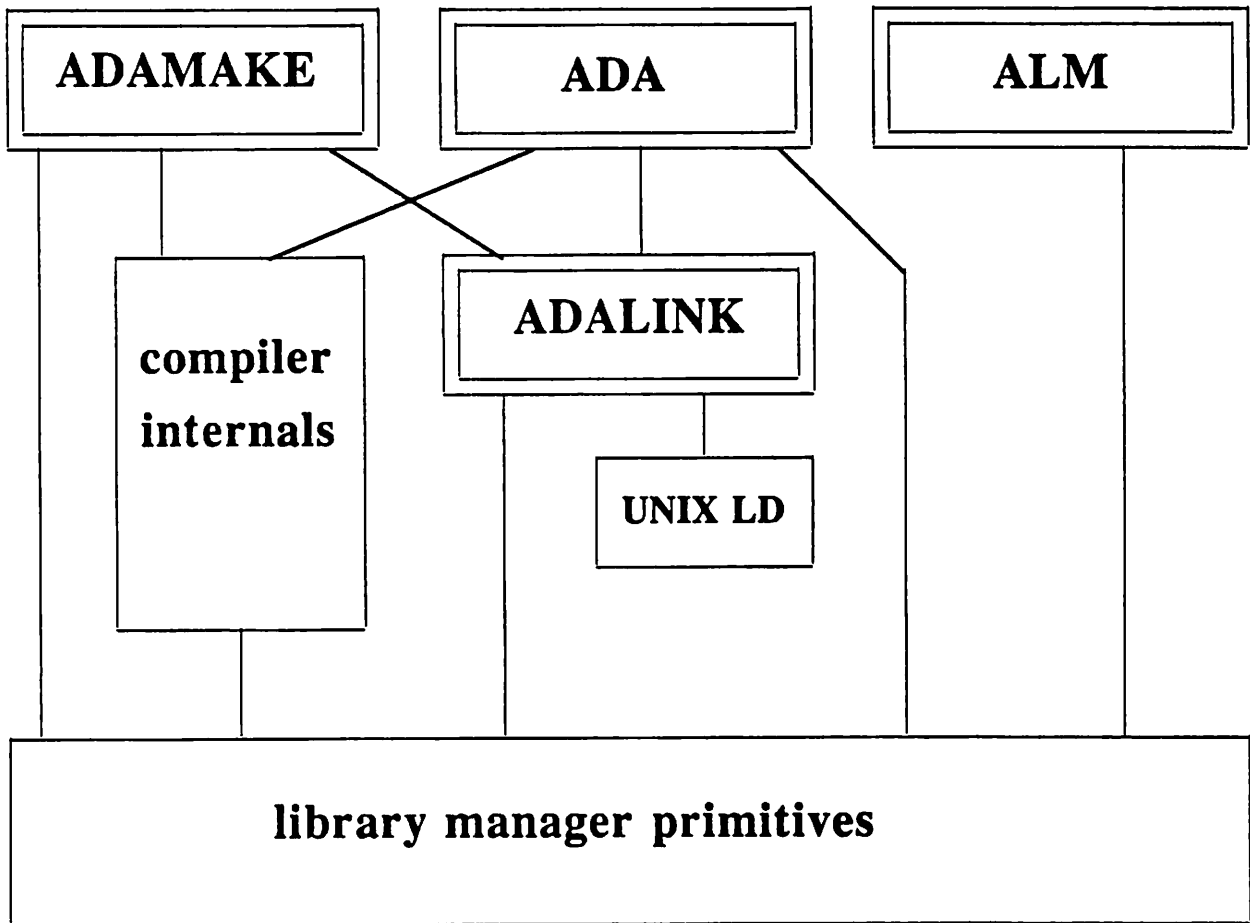 ADAMAKE
ADA
ALM
compiler
internals
ADALINK
UNIX LD
library manager primitives